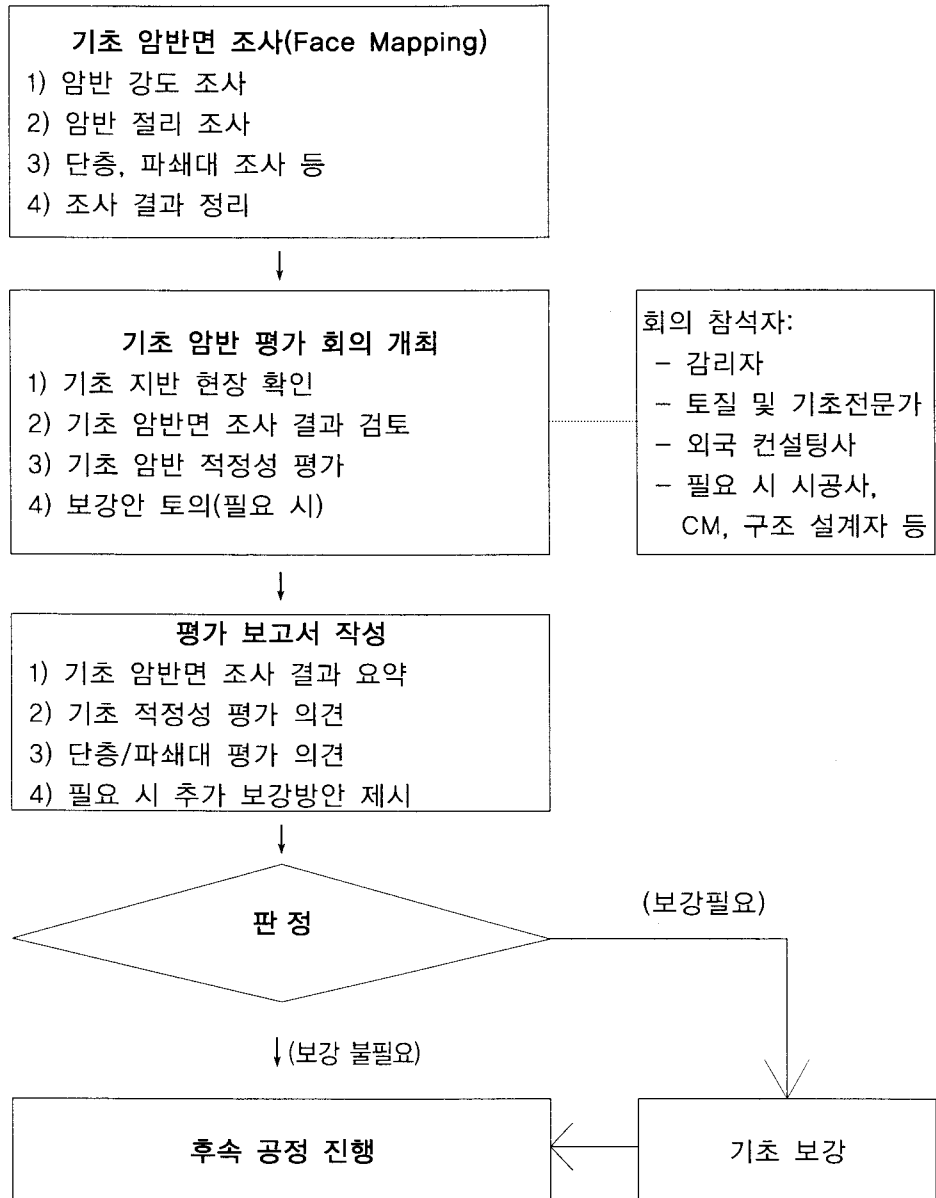 기초 암반면 조사(Face Mapping)
1) 암반 강도 조사
2) 암반 절리 조사
3) 단층, 파쇄대 조사 등
4) 조사 결과 정리
기초 암반 평가 회의 개최
1) 기초 지반 현장 확인
2) 기초 암반면 조사 결과 검토
3) 기초 암반 적정성 평가
4) 보강안 토의(필요 시)
회의 참석자:
- 감리자
- 토질 및 기초전문가
- 외국 컨설팅사
- 필요 시 시공사,
CM, 구조 설계자 등
평가 보고서 작성
1) 기초 암반면 조사 결과 요약
2) 기초 적정성 평가 의견
3) 단층/파쇄대 평가 의견
4) 필요 시 추가 보강방안 제시
판 정
(보강필요)
(보강 불필요)
후속 공정 진행
기초 보강